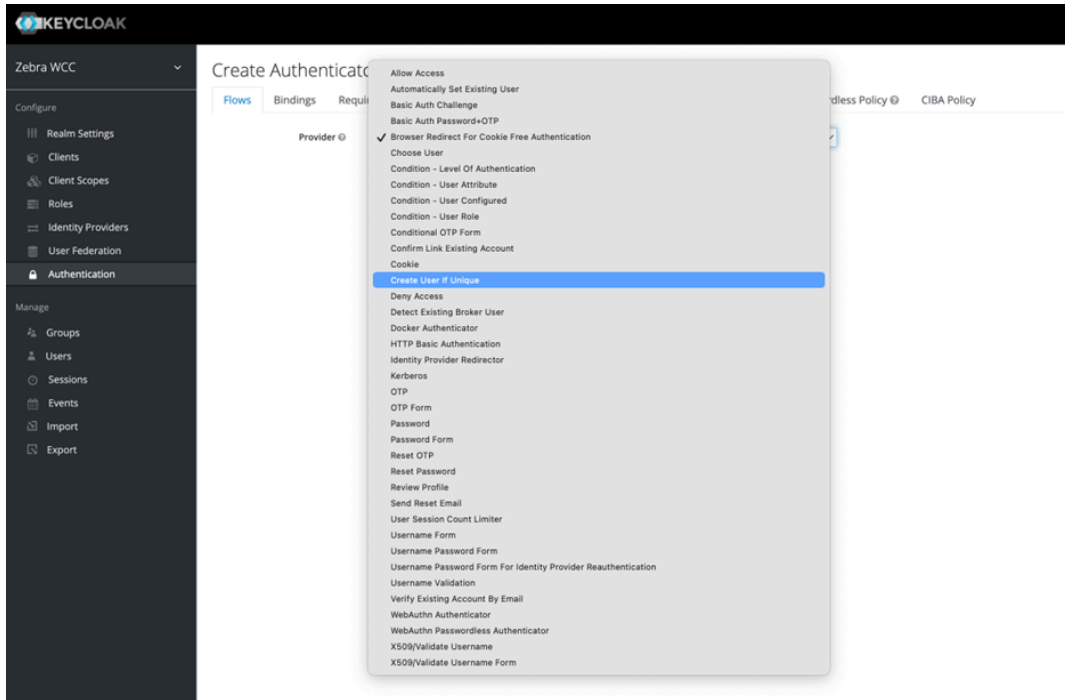 KEYCLOAK
Zebra WCC
Configure
Realm Settings
Clients
Client Scopes
Roles
Identity Providers
User Federation
Authentication
Manage
Groups
Users
Sessions
Events
Import
Export
Create Authenticato
Flows Bindings Requi rdless Policy CIBA Policy
Provider
Allow Access
Automatically Set Existing User
Basic Auth Challenge
Basic Auth Password+OTP
✓ Browser Redirect For Cookie Free Authentication
Choose User
Condition - Level Of Authentication
Condition - User Attribute
Condition - User Configured
Condition - User Role
Conditional OTP Form
Confirm Link Existing Account
Cookie
Create User If Unique
Deny Access
Detect Existing Broker User
Docker Authenticator
HTTP Basic Authentication
Identity Provider Redirector
Kerberos
OTP
OTP Form
Password
Password Form
Reset OTP
Reset Password
Review Profile
Send Reset Email
User Session Count Limiter
Username Form
Username Password Form
Username Password Form For Identity Provider Reauthentication
Username Validation
Verify Existing Account By Email
WebAuthn Authenticator
WebAuthn Passwordless Authenticator
X509/Validate Username
X509/Validate Username Form